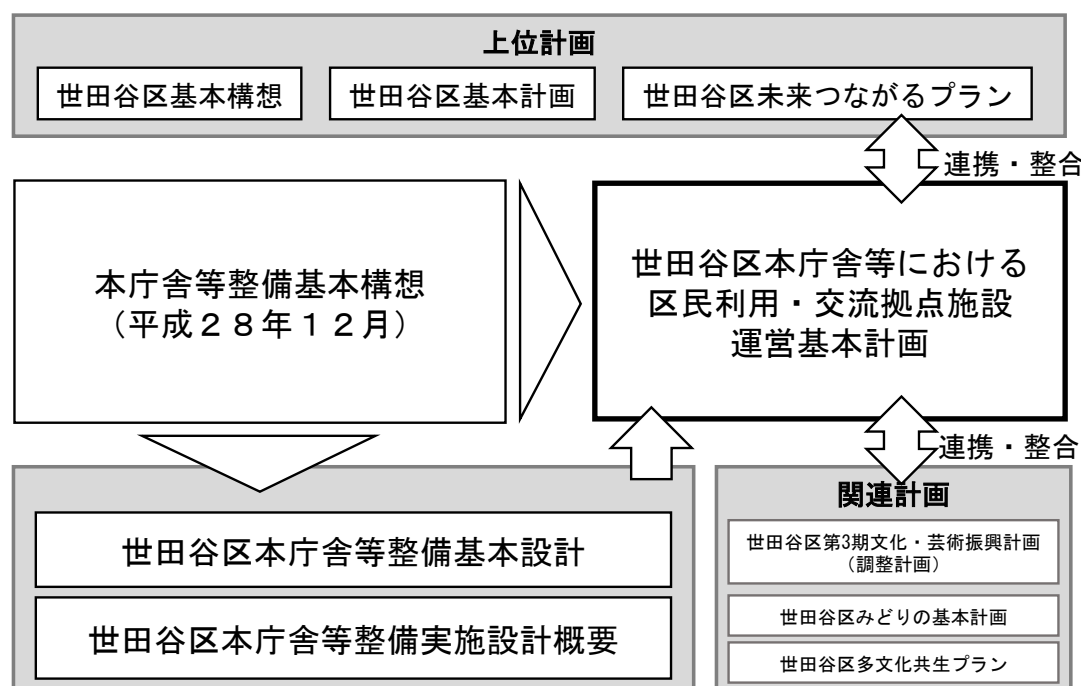 上位計画
世田谷区基本構想
世田谷区基本計画
世田谷区未来つながるプラン
連携・整合
本庁舎等整備基本構想
（平成２８年１２月）
世田谷区本庁舎等における
区民利用・交流拠点施設
運営基本計画
連携・整合
世田谷区本庁舎等整備基本設計
世田谷区本庁舎等整備実施設計概要
関連計画
世田谷区第3期文化・芸術振興計画
（調整計画）
世田谷区みどりの基本計画
世田谷区多文化共生プラン